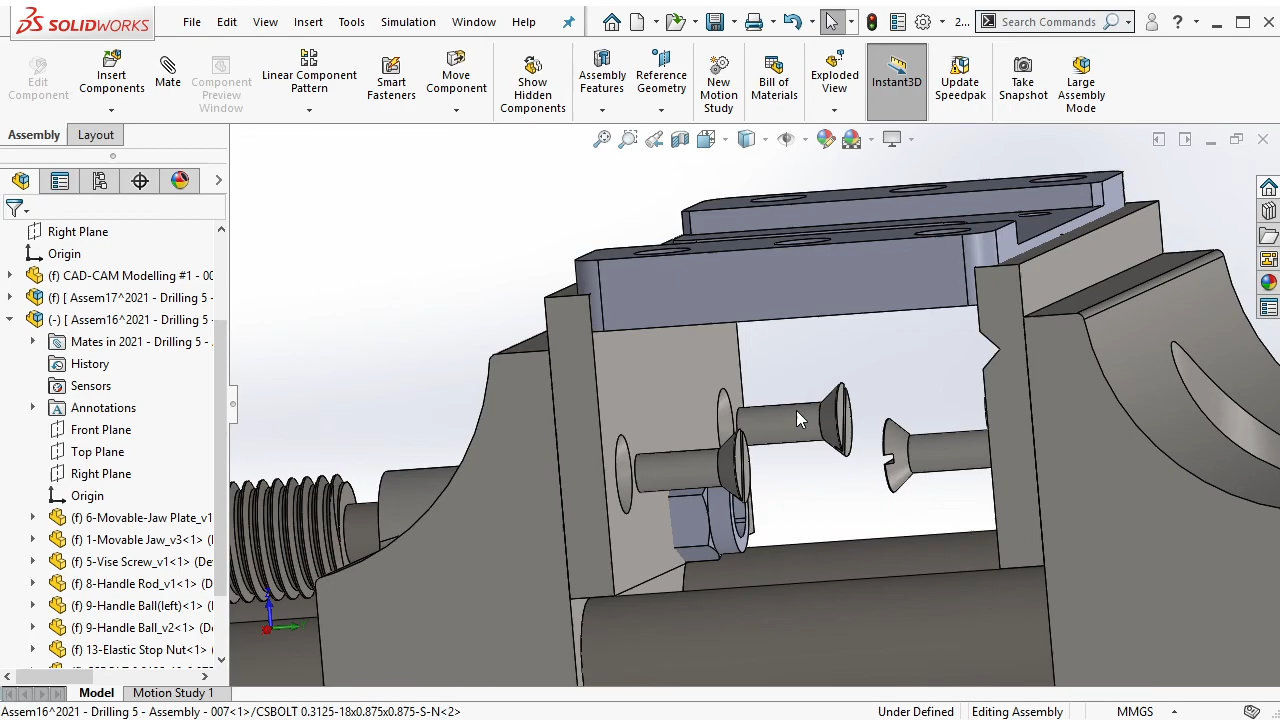 SOLIDWORKS
File Edit View Insert Tools Simulation Window Help
2...
Search Commands
?
Edit Component
Insert Components
Mate
Component Preview Window
Linear Component Pattern
Smart Fasteners
Move Component
Show Hidden Components
Assembly Features
Reference Geometry
New Motion Study
Bill of Materials
Exploded View
Instant3D
Update Speedpak
Take Snapshot
Large Assembly Mode
Assembly Layout
Right Plane
Origin
(f) CAD-CAM Modelling #1 - 00
(f) [ Assem17^2021 - Drilling 5 -
(-) [ Assem16^2021 - Drilling 5 -
Mates in 2021 - Drilling 5 -
History
Sensors
Annotations
Front Plane
Top Plane
Right Plane
Origin
(f) 6-Movable-Jaw Plate_v1
(f) 1-Movable Jaw_v3<1> (
(f) 5-Vise Screw_v1<1> (De
(f) 8-Handle Rod_v1<1> (D
(f) 9-Handle Ball(left)<1> (
(f) 9-Handle Ball_v2<1> (De
(f) 13-Elastic Stop Nut<1> (
Model Motion Study 1
Assem16^2021 - Drilling 5 - Assembly - 007<1>/CSBOLT 0.3125-18x0.875x0.875-S-N<2>
Under Defined Editing Assembly MMGS